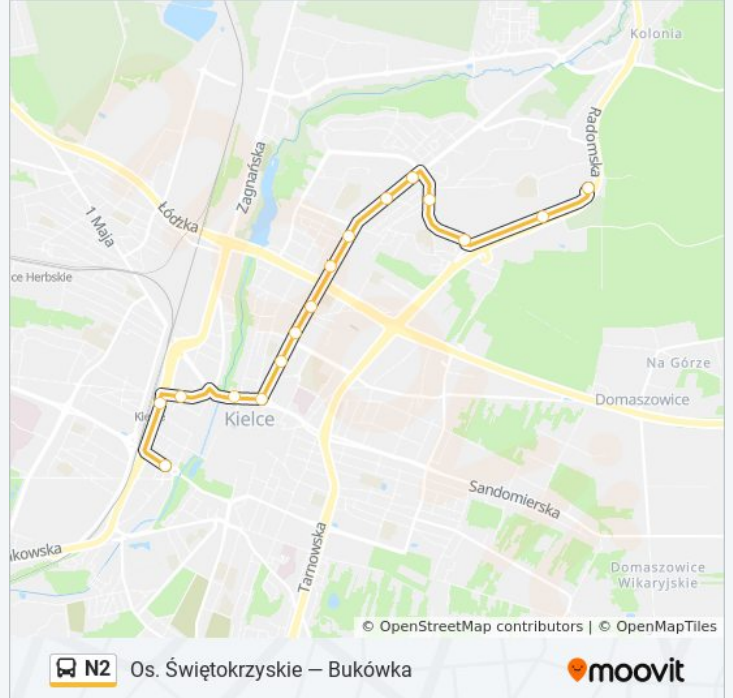 Kolonia
Radomska
Zagnańska
Łódzka
1 Maja
ce Herbskie
Na Górze
Domaszowice
Kielce
Sandomierska
Tarnowska
akowska
Domaszowice
Wikaryjskie
© OpenStreetMap contributors | © OpenMapTiles
N2 Os. Świętokrzyskie — Bukówka
moovit